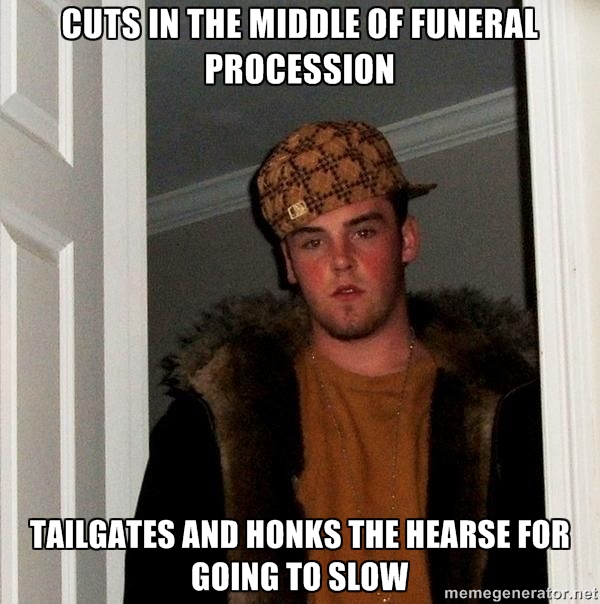 CUTS IN THE MIDDLE OF FUNERAL
PROCESSION
TAILGATES AND HONKS THE HEARSE FOR
GOING TO SLOW
memegenerator.net